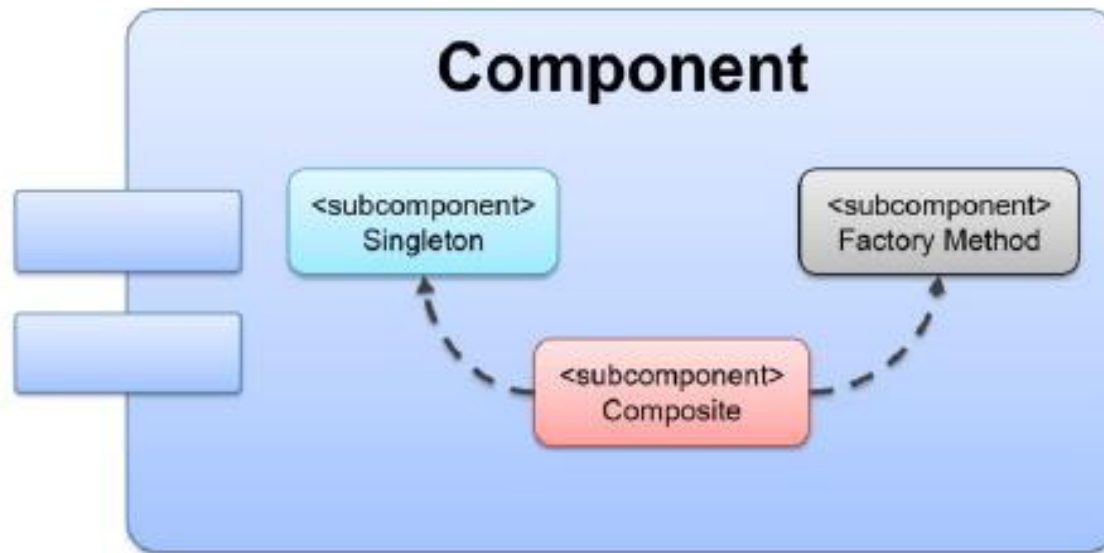 Component
<subcomponent>
Singleton
<subcomponent>
Factory Method
<subcomponent>
Composite